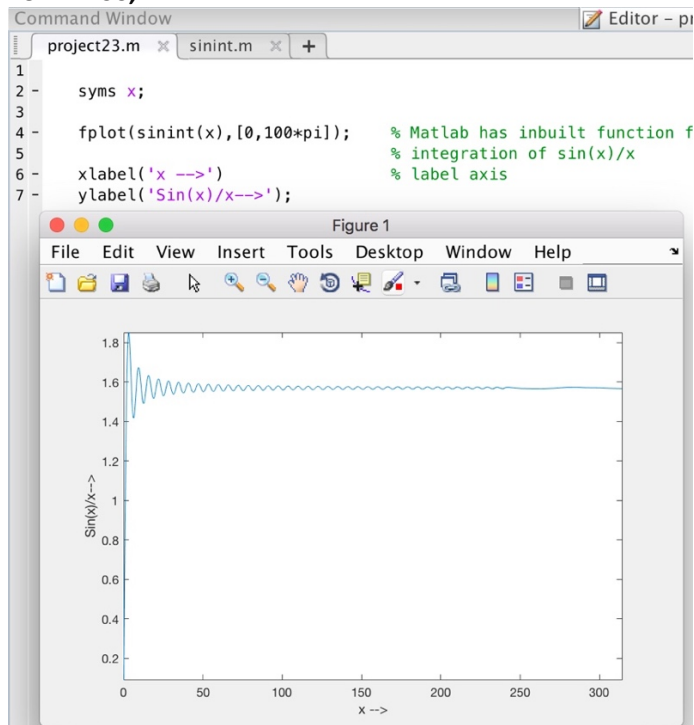 Command Window
Editor – pr
project23.m × sinint.m × +
1
2 – syms x;
3
4 – fplot(sinint(x),[0,100*pi]); % Matlab has inbuilt function f
5 % integration of sin(x)/x
6 – xlabel('x -->') % label axis
7 – ylabel('Sin(x)/x-->');
Figure 1
File Edit View Insert Tools Desktop Window Help
1.8
1.6
1.4
1.2
1
0.8
0.6
0.4
0.2
Sin(x)/x-->
0 50 100 150 200 250 300
x -->